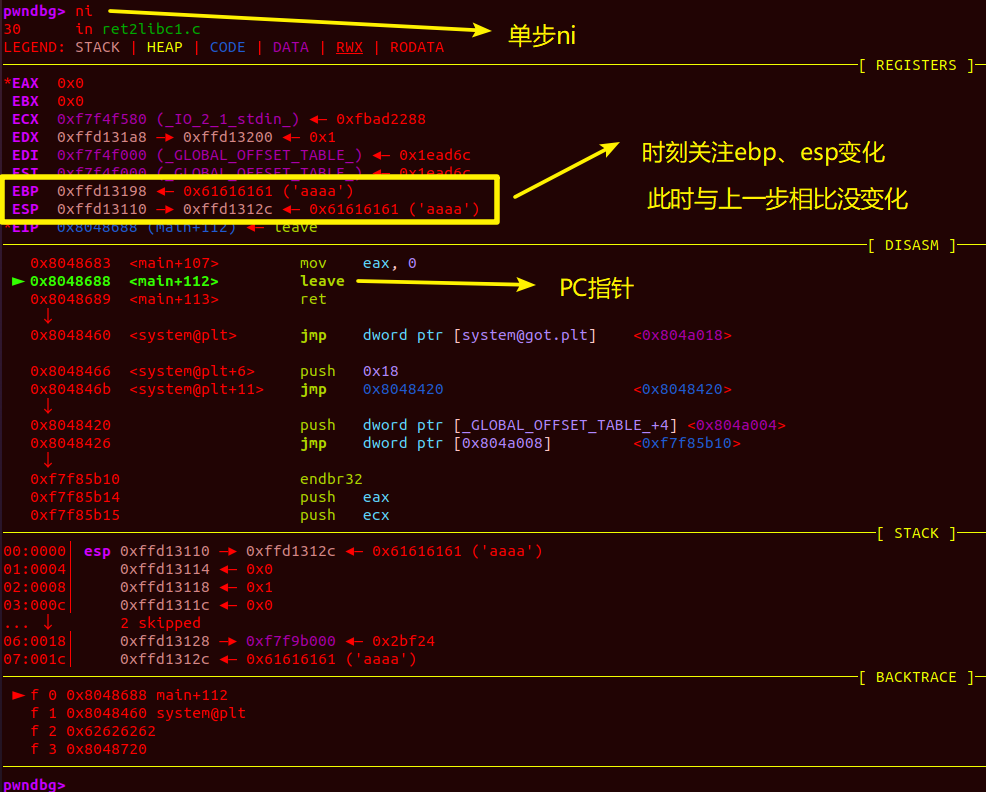 pwndbg> ni
单步ni
30      in ret2libc1.c
LEGEND: STACK | HEAP | CODE | DATA | RWX | RODATA
[ REGISTERS ]
*EAX  0x0
EBX  0x0
ECX  0xf7f4f580 (_IO_2_1_stdin_) ◂— 0xfbad2288
EDX  0xffd131a8 —▸ 0xffd13200 ◂— 0x1
EDI  0xf7f4f000 (_GLOBAL_OFFSET_TABLE_) ◂— 0x1ead6c
ESI  0xf7f4f000 (_GLOBAL_OFFSET_TABLE_) ◂— 0x1ead6c
EBP  0xffd13198 ◂— 0x61616161 ('aaaa')
ESP  0xffd13110 —▸ 0xffd1312c ◂— 0x61616161 ('aaaa')
*EIP  0x8048688 (main+112) ◂— leave
时刻关注ebp、esp变化
此时与上一步相比没变化
[ DISASM ]
0x8048683  <main+107>         mov    eax, 0
► 0x8048688  <main+112>         leave
PC指针
0x8048689  <main+113>         ret
↓
0x8048460  <system@plt>       jmp    dword ptr [system@got.plt]    <0x804a018>
0x8048466  <system@plt+6>     push   0x18
0x804846b  <system@plt+11>    jmp    0x8048420                     <0x8048420>
↓
0x8048420                     push   dword ptr [_GLOBAL_OFFSET_TABLE_+4] <0x804a004>
0x8048426                     jmp    dword ptr [0x804a008]         <0xf7f85b10>
↓
0xf7f85b10                    endbr32
0xf7f85b14                    push   eax
0xf7f85b15                    push   ecx
[ STACK ]
00:0000│ esp 0xffd13110 —▸ 0xffd1312c ◂— 0x61616161 ('aaaa')
01:0004│     0xffd13114 ◂— 0x0
02:0008│     0xffd13118 ◂— 0x1
03:000c│     0xffd1311c ◂— 0x0
... ↓        2 skipped
06:0018│     0xffd13128 —▸ 0xf7f9b000 ◂— 0x2bf24
07:001c│     0xffd1312c ◂— 0x61616161 ('aaaa')
[ BACKTRACE ]
► f 0 0x8048688 main+112
f 1 0x8048460 system@plt
f 2 0x62626262
f 3 0x8048720
pwndbg>